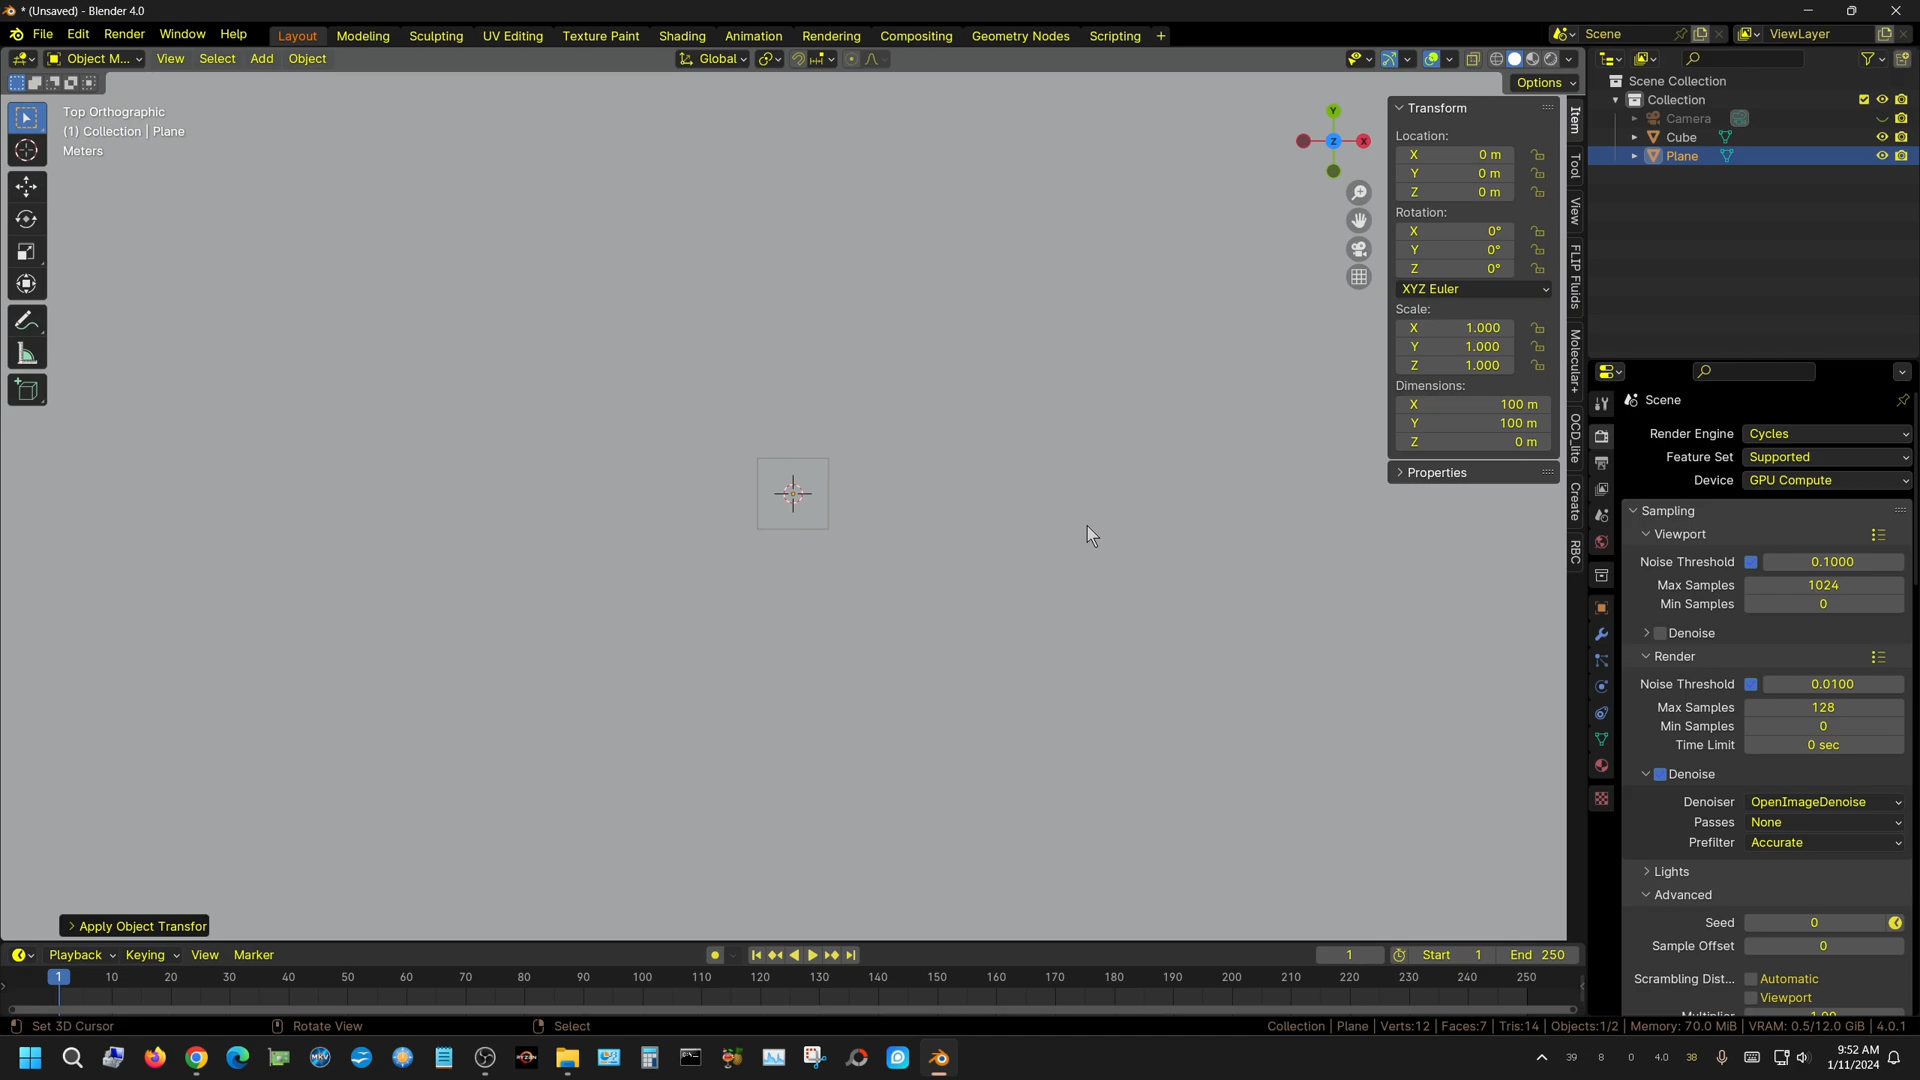 * (Unsaved) - Blender 4.0
File Edit Render Window Help Layout Modeling Sculpting UV Editing Texture Paint Shading Animation Rendering Compositing Geometry Nodes Scripting + Scene ViewLayer
Object M... View Select Add Object Global
Options
Top Orthographic
(1) Collection | Plane
Meters
Y
X
Z
Transform
Location:
X 0 m
Y 0 m
Z 0 m
Rotation:
X 0°
Y 0°
Z 0°
XYZ Euler
Scale:
X 1.000
Y 1.000
Z 1.000
Dimensions:
X 100 m
Y 100 m
Z 0 m
Properties
Item
Tool
View
FLIP Fluids
Molecular+
OCD_lite
Create
RBC
Scene Collection
Collection
Camera
Cube
Plane
Scene
Render Engine Cycles
Feature Set Supported
Device GPU Compute
Sampling
Viewport
Noise Threshold 0.1000
Max Samples 1024
Min Samples 0
Denoise
Render
Noise Threshold 0.0100
Max Samples 128
Min Samples 0
Time Limit 0 sec
Denoise
Denoiser OpenImageDenoise
Passes None
Prefilter Accurate
Lights
Advanced
Seed 0
Sample Offset 0
Scrambling Dist... Automatic
Viewport
Multiplier 1.00
Apply Object Transfor
Playback Keying View Marker 1 Start 1 End 250
1 10 20 30 40 50 60 70 80 90 100 110 120 130 140 150 160 170 180 190 200 210 220 230 240 250
Set 3D Cursor Rotate View Select Collection | Plane | Verts:12 | Faces:7 | Tris:14 | Objects:1/2 | Memory: 70.0 MiB | VRAM: 0.5/12.0 GiB | 4.0.1
MKV RYZEN 39 8 0 4.0 38 9:52 AM
1/11/2024